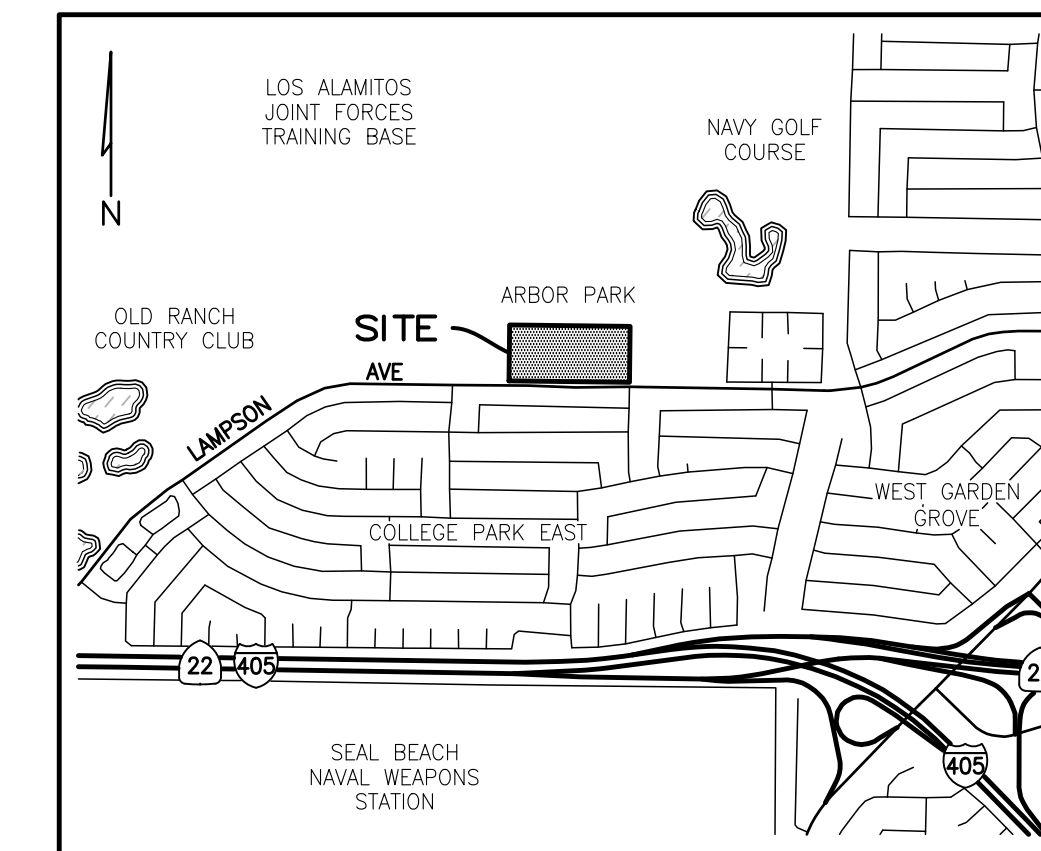 LOS ALAMITOS
JOINT FORCES
TRAINING BASE
NAVY GOLF
COURSE
N
ARBOR PARK
OLD RANCH
COUNTRY CLUB
SITE
AVE
LAMPSON
WEST GARDEN
GROVE
COLLEGE PARK EAST
22
405
2
SEAL BEACH
NAVAL WEAPONS
STATION
405